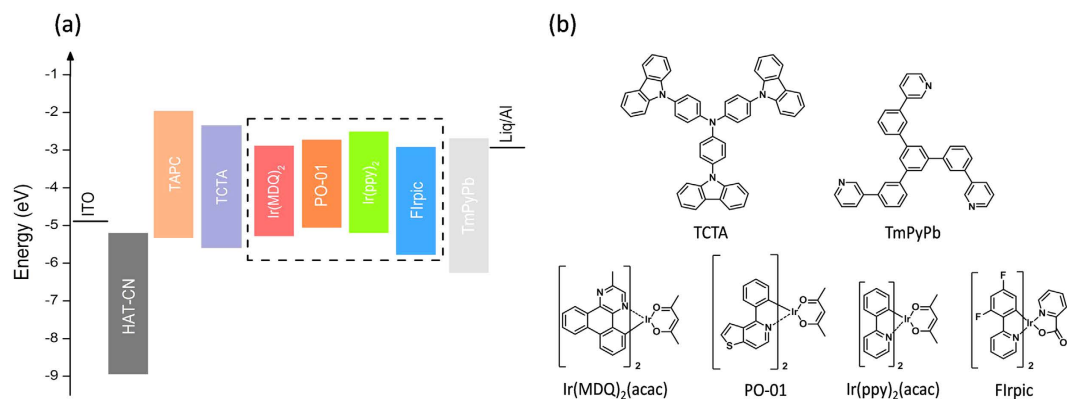 (a)
Energy (eV)
-1
-2
-3
-4
-5
-6
-7
-8
-9
ITO
HAT-CN
TAPC
TCTA
Ir(MDQ)₂
PO-01
Ir(ppy)₂
FIrpic
TmPyPb
Liq/Al
(b)
N
N
N
N
TCTA
N
N
N
TmPyPb
N
N
Ir
O
O
2
Ir(MDQ)₂(acac)
S
N
Ir
O
O
2
PO-01
N
Ir
O
O
2
Ir(ppy)₂(acac)
F
F
N
Ir
N
O
O
2
FIrpic